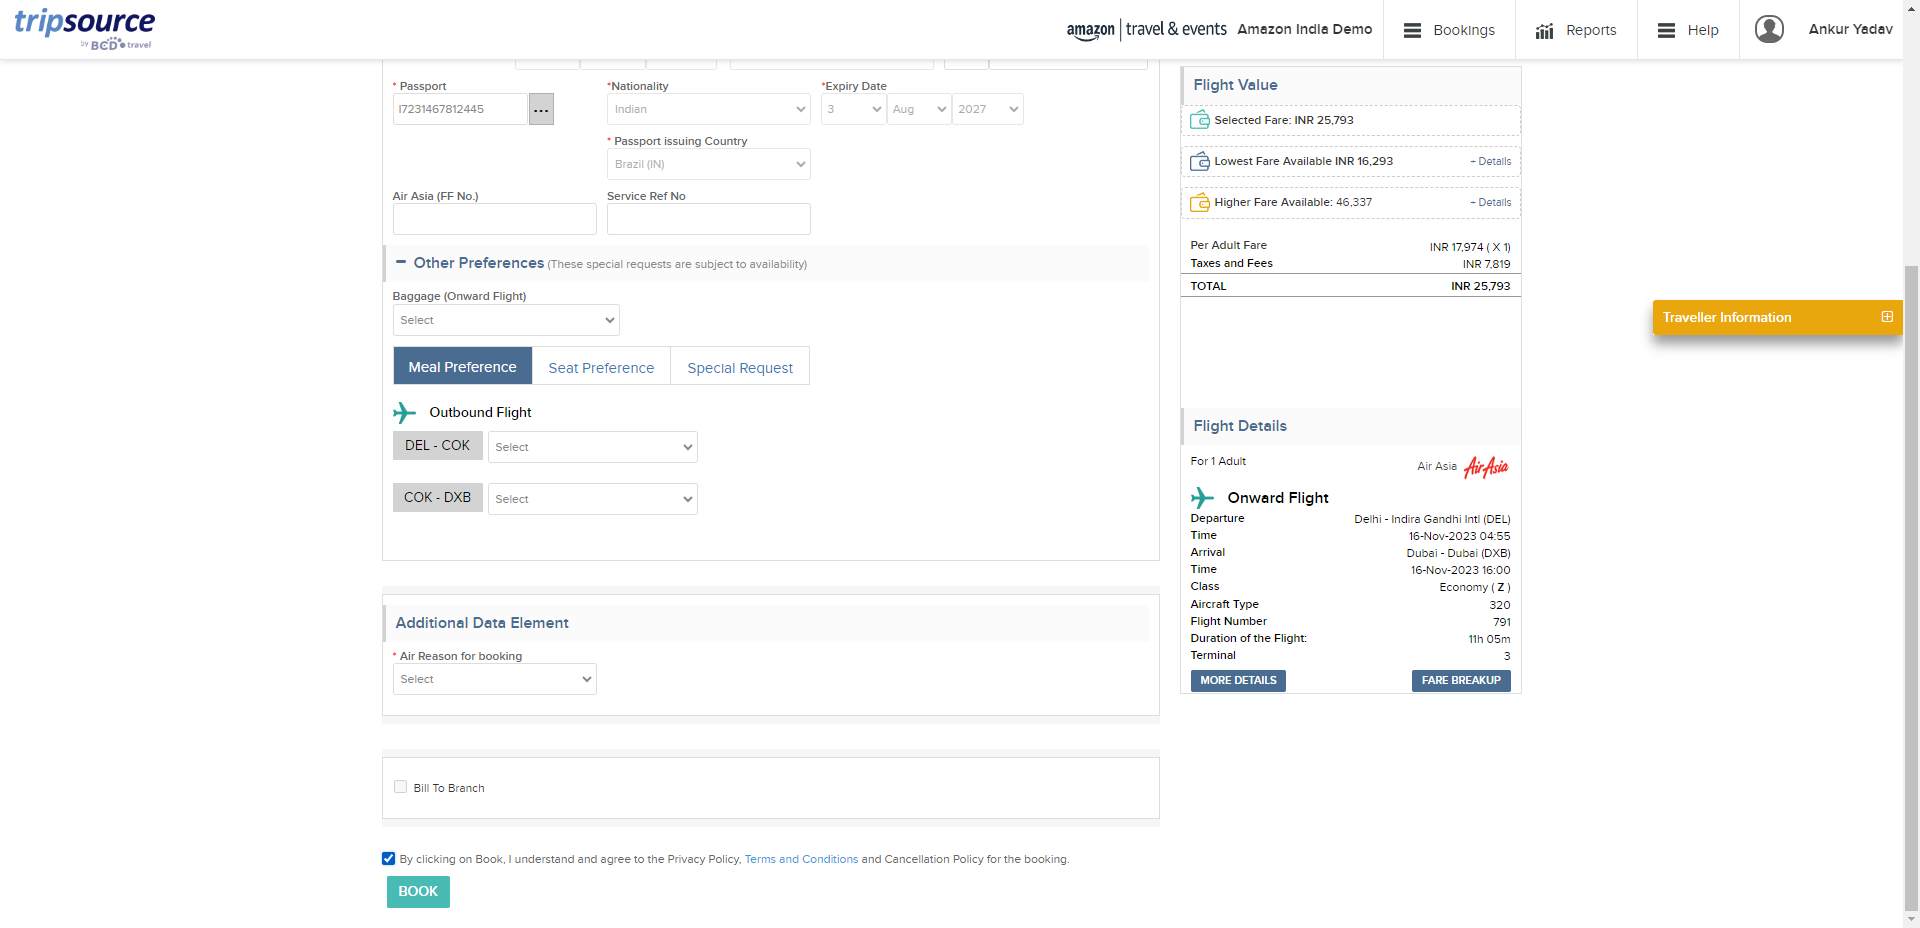 tripsource
by BCD travel
amazon | travel & events
Amazon India Demo
Bookings
Reports
Help
Ankur Yadav
* Passport
I7231467812445
...
*Nationality
Indian
*Expiry Date
3
Aug
2027
* Passport issuing Country
Brazil (IN)
Air Asia (FF No.)
Service Ref No
Other Preferences (These special requests are subject to availability)
Baggage (Onward Flight)
Select
Meal Preference
Seat Preference
Special Request
Outbound Flight
DEL - COK
Select
COK - DXB
Select
Additional Data Element
* Air Reason for booking
Select
Bill To Branch
By clicking on Book, I understand and agree to the Privacy Policy, Terms and Conditions and Cancellation Policy for the booking.
BOOK
Flight Value
Selected Fare: INR 25,793
Lowest Fare Available INR 16,293
+ Details
Higher Fare Available: 46,337
+ Details
Per Adult Fare
INR 17,974 ( X 1)
Taxes and Fees
INR 7,819
TOTAL
INR 25,793
Flight Details
For 1 Adult
Air Asia
AirAsia
Onward Flight
Departure
Delhi - Indira Gandhi Intl (DEL)
Time
16-Nov-2023 04:55
Arrival
Dubai - Dubai (DXB)
Time
16-Nov-2023 16:00
Class
Economy ( Z )
Aircraft Type
320
Flight Number
791
Duration of the Flight:
11h 05m
Terminal
3
MORE DETAILS
FARE BREAKUP
Traveller Information